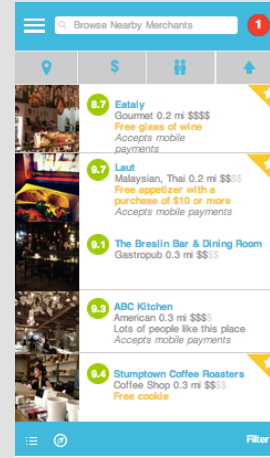 Browse Nearby Merchants
1
$
8.7 Eataly
Gourmet 0.2 mi $$$$
Free glass of wine
Accepts mobile
payments
9.7 Laut
Malaysian, Thai 0.2 mi $$$$
Free appetizer with a
purchase of $10 or more
Accepts mobile payments
9.1 The Breslin Bar & Dining Room
Gastropub 0.3 mi $$$$
9.3 ABC Kitchen
American 0.3 mi $$$$
Lots of people like this place
Accepts mobile payments
9.4 Stumptown Coffee Roasters
Coffee Shop 0.3 mi $$$$
Free cookie
Filter